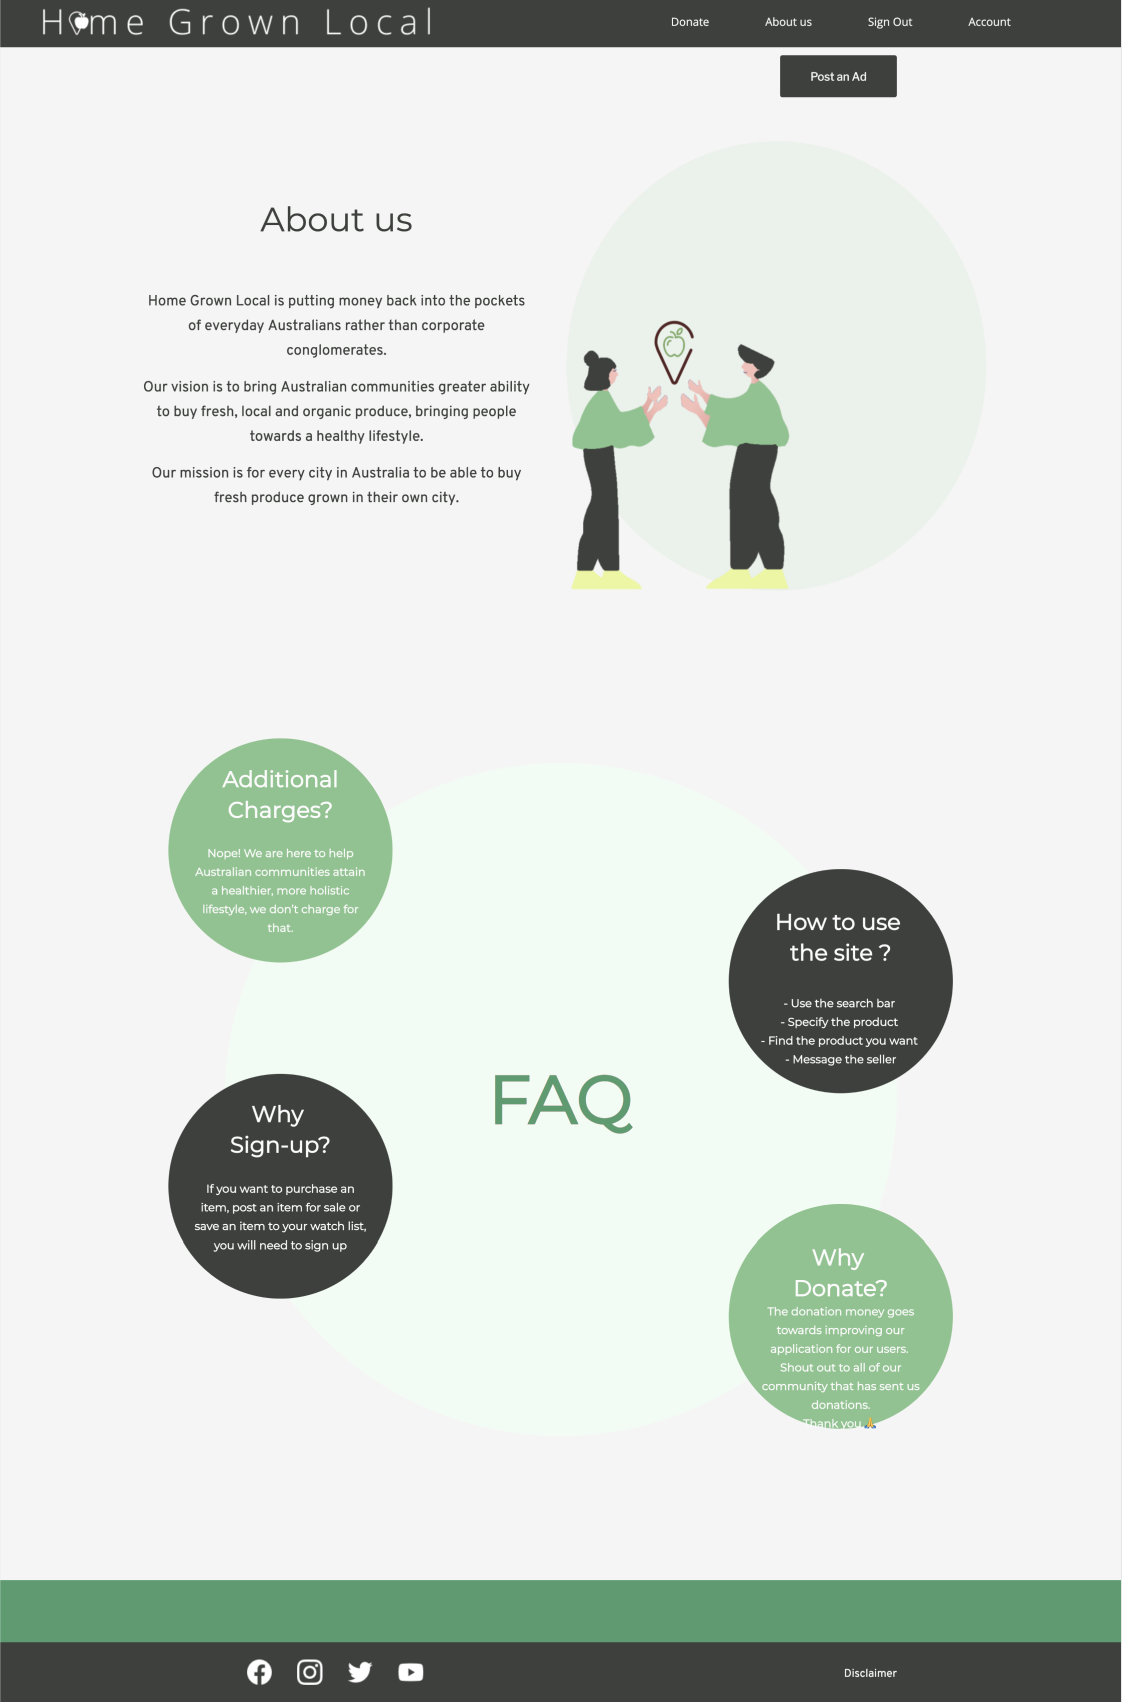 Home Grown Local
Donate
About us
Sign Out
Account
Post an Ad
About us
Home Grown Local is putting money back into the pockets
of everyday Australians rather than corporate
conglomerates.
Our vision is to bring Australian communities greater ability
to buy fresh, local and organic produce, bringing people
towards a healthy lifestyle.
Our mission is for every city in Australia to be able to buy
fresh produce grown in their own city.
Additional
Charges?
Nope! We are here to help
Australian communities attain
a healthier, more holistic
lifestyle, we don't charge for
that.
How to use
the site ?
- Use the search bar
- Specify the product
- Find the product you want
- Message the seller
FAQ
Why
Sign-up?
If you want to purchase an
item, post an item for sale or
save an item to your watch list,
you will need to sign up
Why
Donate?
The donation money goes
towards improving our
application for our users.
Shout out to all of our
community that has sent us
donations.
Thank you 🙏
Disclaimer